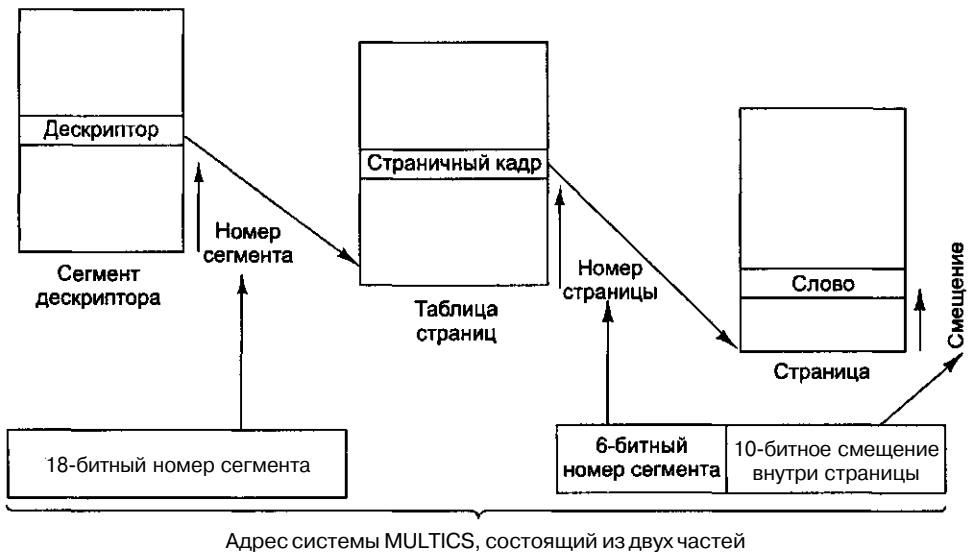 Дескриптор
Номер
сегмента
Сегмент
дескриптора
Страничный кадр
Номер
страницы
Таблица
страниц
Слово
Смещение
Страница
18-битный номер сегмента
6-битный
номер сегмента
10-битное смещение
внутри страницы
Адрес системы MULTICS, состоящий из двух частей